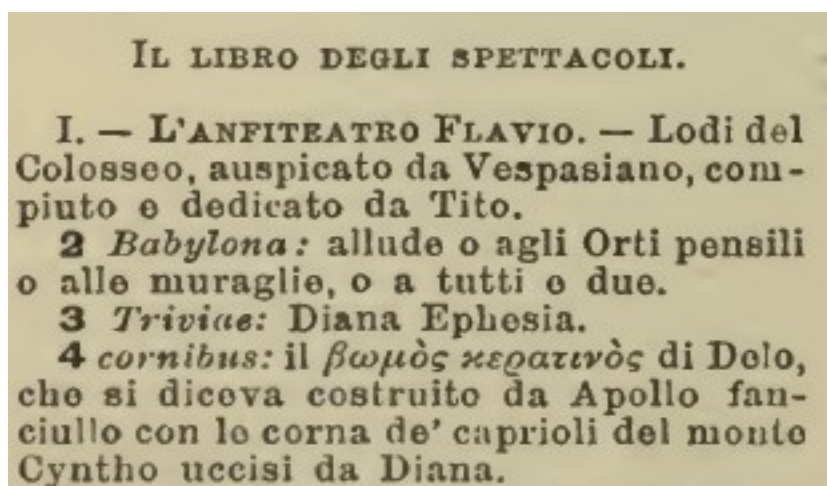 IL LIBRO DEGLI SPETTACOLI.
I. — L'ANFITEATRO FLAVIO. — Lodi del
Colosseo, auspicato da Vespasiano, com-
piuto e dedicato da Tito.
2 Babylona: allude o agli Orti pensili
o alle muraglie, o a tutti e due.
3 Triviae: Diana Ephesia.
4 cornibus: il βωμὸς κερατινὸς di Delo,
che si diceva costruito da Apollo fan-
ciullo con le corna de' caprioli del monte
Cyntho uccisi da Diana.